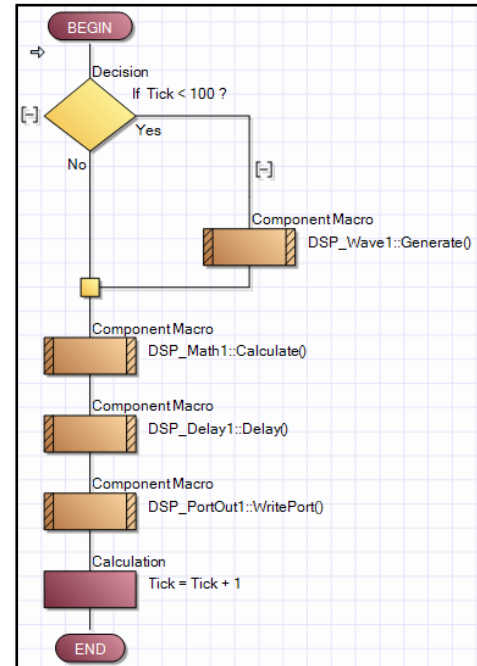 BEGIN
Decision
If Tick < 100 ?
Yes
No
Component Macro
DSP_Wave1::Generate()
Component Macro
DSP_Math1::Calculate()
Component Macro
DSP_Delay1::Delay()
Component Macro
DSP_PortOut1::WritePort()
Calculation
Tick = Tick + 1
END